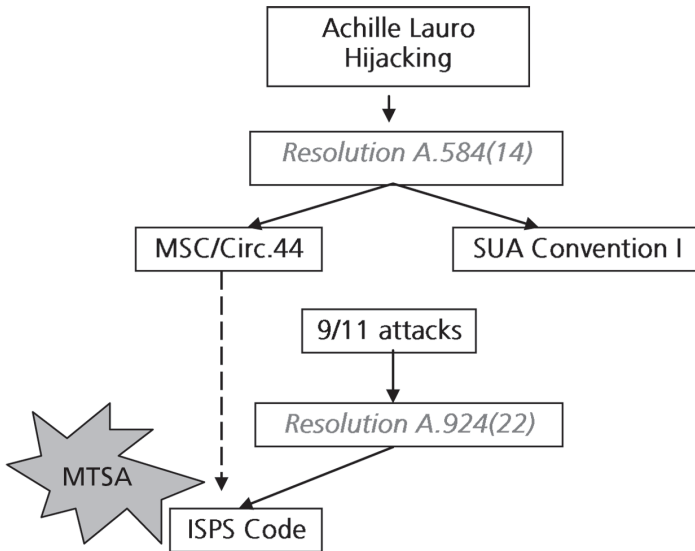 Achille Lauro
Hijacking
Resolution A.584(14)
MSC/Circ.44
SUA Convention I
9/11 attacks
Resolution A.924(22)
MTSA
ISPS Code